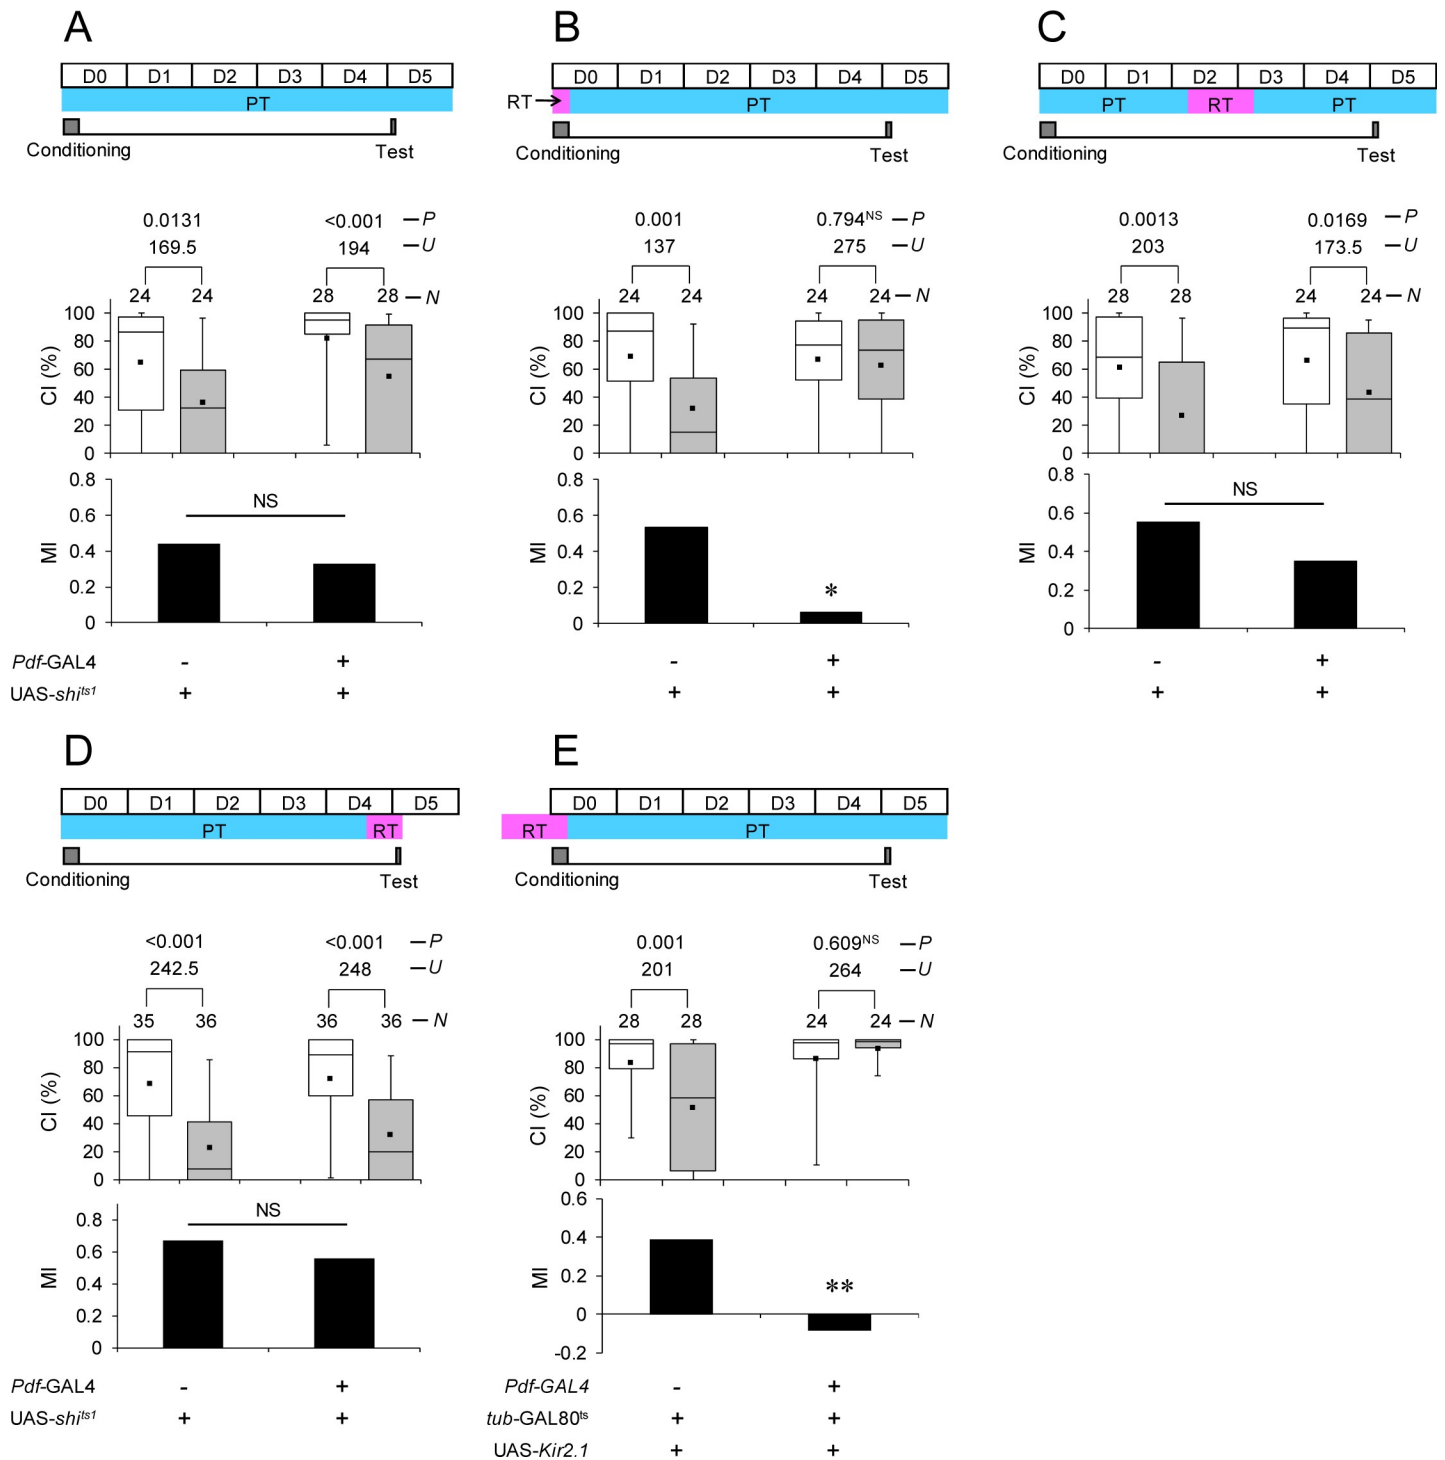 A
D0 D1 D2 D3 D4 D5
PT
Conditioning Test
0.0131 <0.001 — P
169.5 194 — U
24 24 28 28 — N
CI (%)
100
80
60
40
20
0
MI
0.8
0.6
0.4
0.2
0
NS
Pdf-GAL4 - +
UAS-shi^ts1 + +
B
D0 D1 D2 D3 D4 D5
RT PT
Conditioning Test
0.001 0.794^NS — P
137 275 — U
24 24 24 24 — N
CI (%)
100
80
60
40
20
0
MI
0.8
0.6
0.4
0.2
0
*
- +
+ +
C
D0 D1 D2 D3 D4 D5
PT RT PT
Conditioning Test
0.0013 0.0169 — P
203 173.5 — U
28 28 24 24 — N
CI (%)
100
80
60
40
20
0
MI
0.8
0.6
0.4
0.2
0
NS
- +
+ +
D
D0 D1 D2 D3 D4 D5
PT RT
Conditioning Test
<0.001 <0.001 — P
242.5 248 — U
35 36 36 36 — N
CI (%)
100
80
60
40
20
0
MI
0.8
0.6
0.4
0.2
0
NS
Pdf-GAL4 - +
UAS-shi^ts1 + +
E
D0 D1 D2 D3 D4 D5
RT PT
Conditioning Test
0.001 0.609^NS — P
201 264 — U
28 28 24 24 — N
CI (%)
100
80
60
40
20
0
MI
0.6
0.4
0.2
0
-0.2
**
Pdf-GAL4 - +
tub-GAL80^ts + +
UAS-Kir2.1 + +